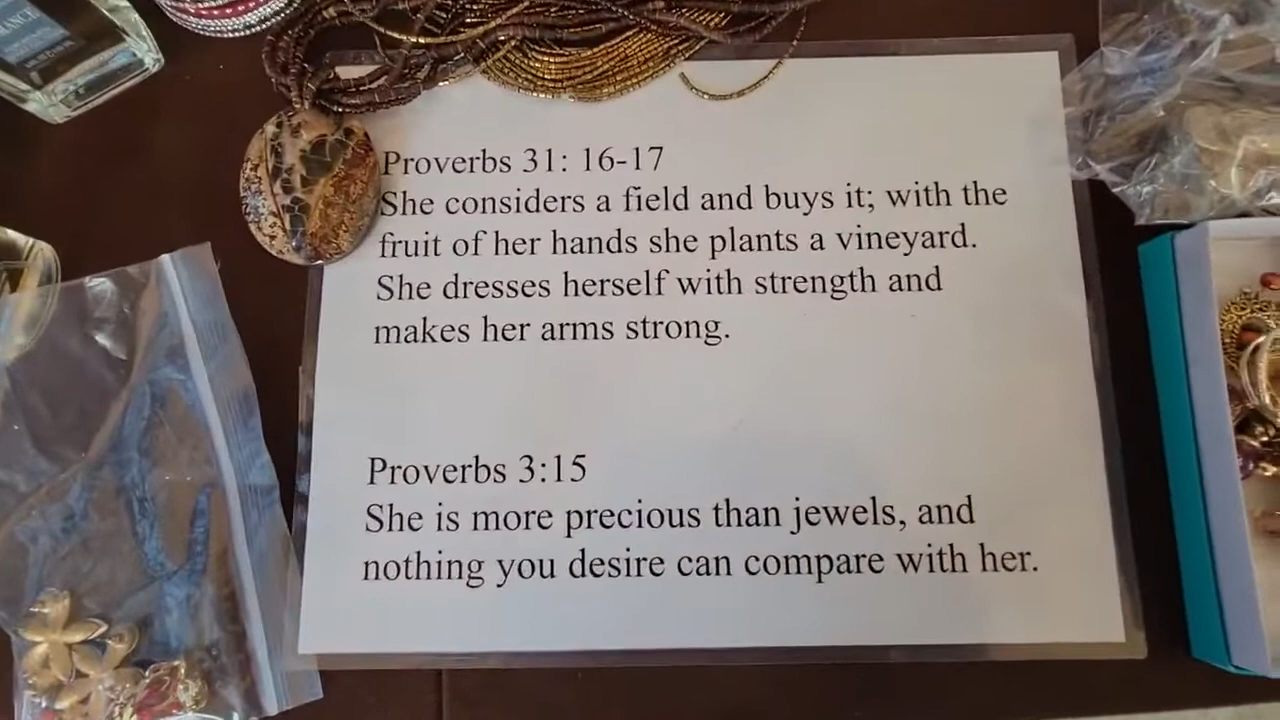 Proverbs 31: 16-17
She considers a field and buys it; with the
fruit of her hands she plants a vineyard.
She dresses herself with strength and
makes her arms strong.
Proverbs 3:15
She is more precious than jewels, and
nothing you desire can compare with her.